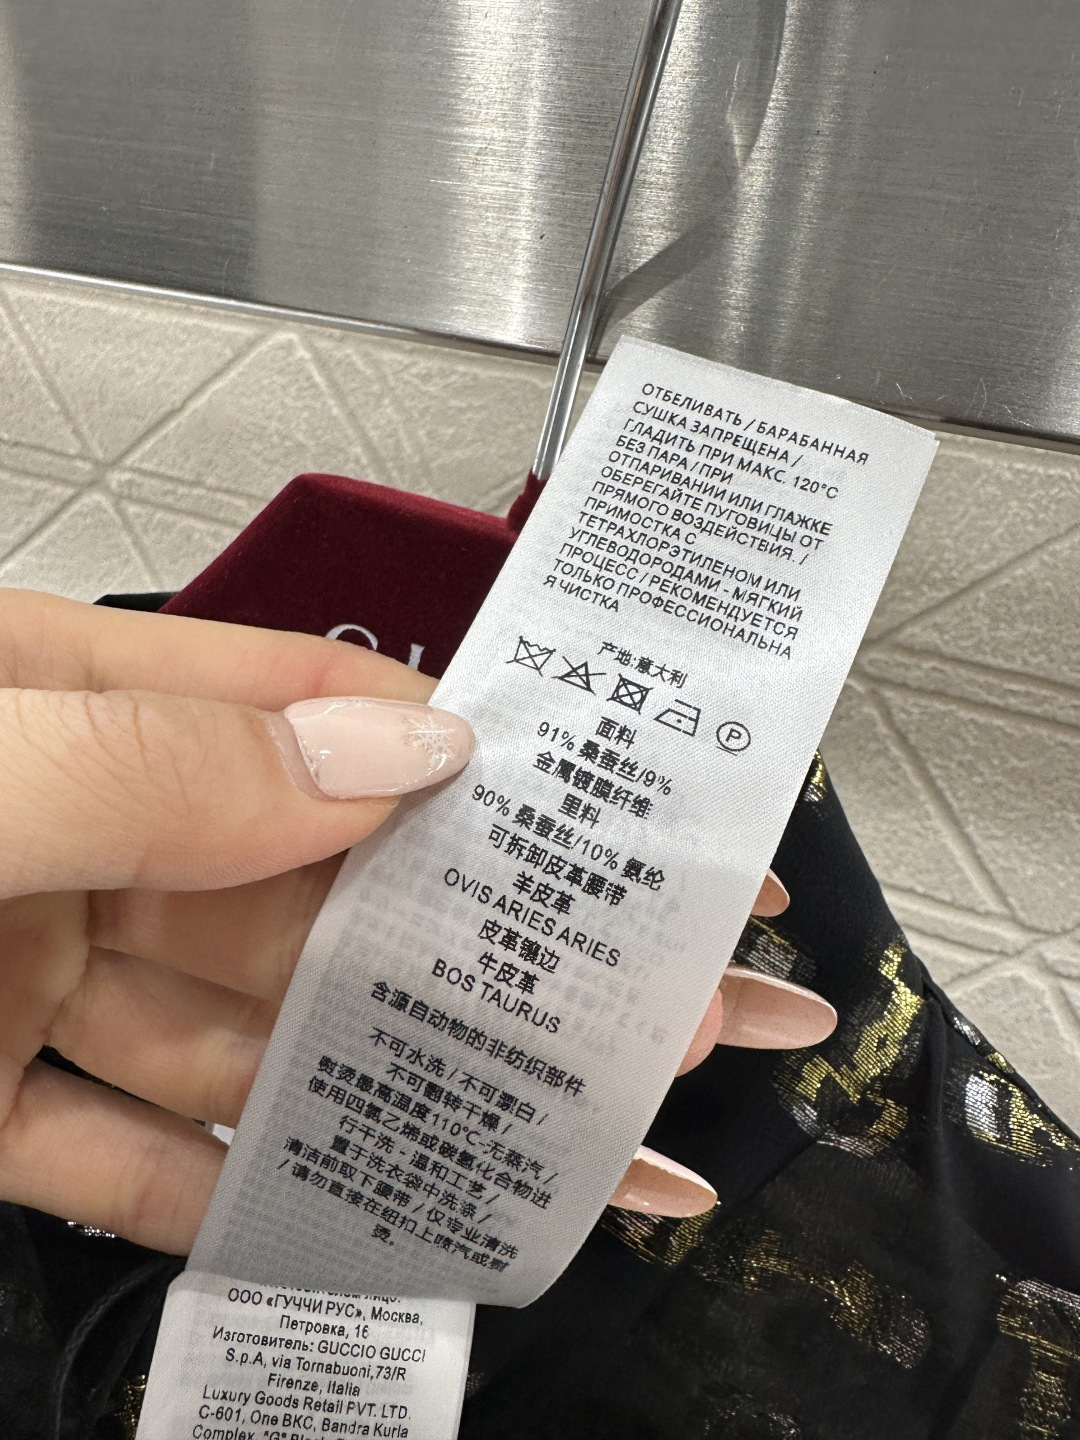 ОТБЕЛИВАТЬ / БАРАБАННАЯ
СУШКА ЗАПРЕЩЕНА /
ГЛАДИТЬ ПРИ МАКС. 120°C
БЕЗ ПАРА / ПРИ
ОТПАРИВАНИИ ИЛИ ГЛАЖКЕ
ОБЕРЕГАЙТЕ ПУГОВИЦЫ ОТ
ПРЯМОГО ВОЗДЕЙСТВИЯ. /
ПРИМОСТКА С
ТЕТРАХЛОРЭТИЛЕНОМ ИЛИ
УГЛЕВОДОРОДАМИ - МЯГКИЙ
ПРОЦЕСС / РЕКОМЕНДУЕТСЯ
ТОЛЬКО ПРОФЕССИОНАЛЬНА
Я ЧИСТКА
产地:意大利
P
面料
91% 桑蚕丝/9%
金属镀膜纤维
里料
90% 桑蚕丝/10% 氨纶
可拆卸皮革腰带
羊皮革
OVIS ARIES ARIES
皮革镶边
牛皮革
BOS TAURUS
含源自动物的非纺织部件
不可水洗 / 不可漂白 /
不可翻转干燥 /
熨烫最高温度110°C-无蒸汽 /
使用四氯乙烯或碳氢化合物进
行干洗 - 温和工艺 /
置于洗衣袋中洗涤 /
清洁前取下腰带 / 仅专业清洗
/ 请勿直接在纽扣上喷汽或熨
烫。
ООО «ГУЧЧИ РУС», Москва,
Петровка, 16
Изготовитель: GUCCIO GUCCI
S.p.A, via Tornabuoni,73/R
Firenze, Italia
Luxury Goods Retail PVT. LTD.
C-601, One BKC, Bandra Kurla
Complex, "G"